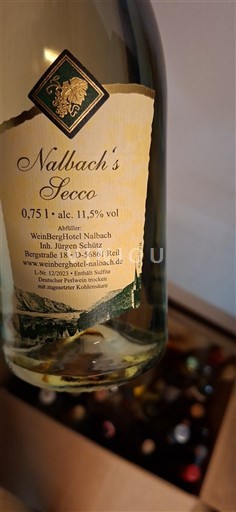 Nalbach's
Secco
0,75 l • alc. 11,5% vol
Abfüller:
WeinBergHotel Nalbach
Inh. Jürgen Schütz
Bergstraße 18 • D-56861 Reil
www.weinberghotel-nalbach.de
L-Nr. 12/2023 • Enthält Sulfite
Deutscher Perlwein trocken
mit zugesetzter Kohlensäure